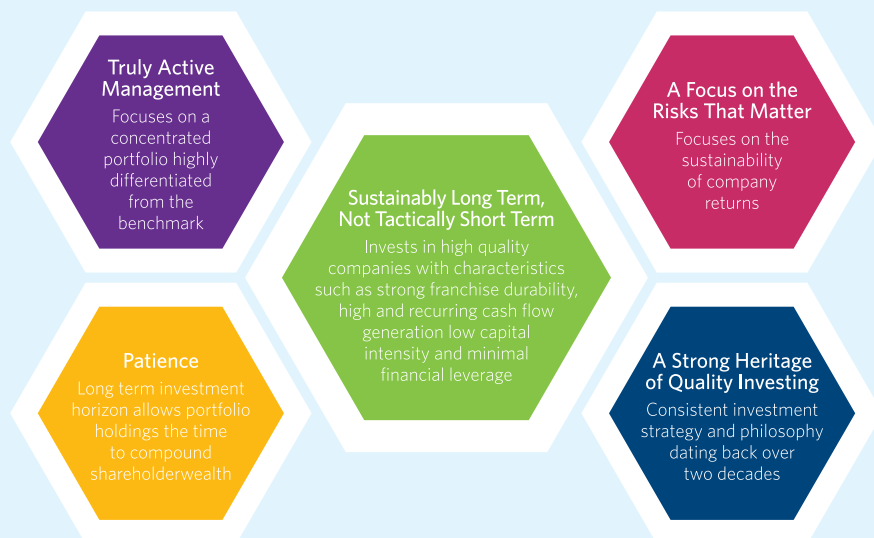 Truly Active
Management
Focuses on a
concentrated
portfolio highly
differentiated
from the
benchmark
Patience
Long term investment
horizon allows portfolio
holdings the time
to compound
shareholderwealth
Sustainably Long Term,
Not Tactically Short Term
Invests in high quality
companies with characteristics
such as strong franchise durability,
high and recurring cash flow
generation low capital
intensity and minimal
financial leverage
A Focus on the
Risks That Matter
Focuses on the
sustainability
of company
returns
A Strong Heritage
of Quality Investing
Consistent investment
strategy and philosophy
dating back over
two decades